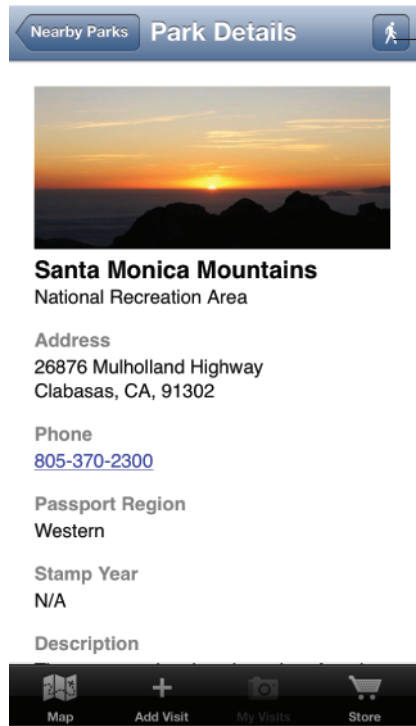 Nearby Parks Park Details
Santa Monica Mountains
National Recreation Area
Address
26876 Mulholland Highway
Clabasas, CA, 91302
Phone
805-370-2300
Passport Region
Western
Stamp Year
N/A
Description
Map Add Visit My Visits Store